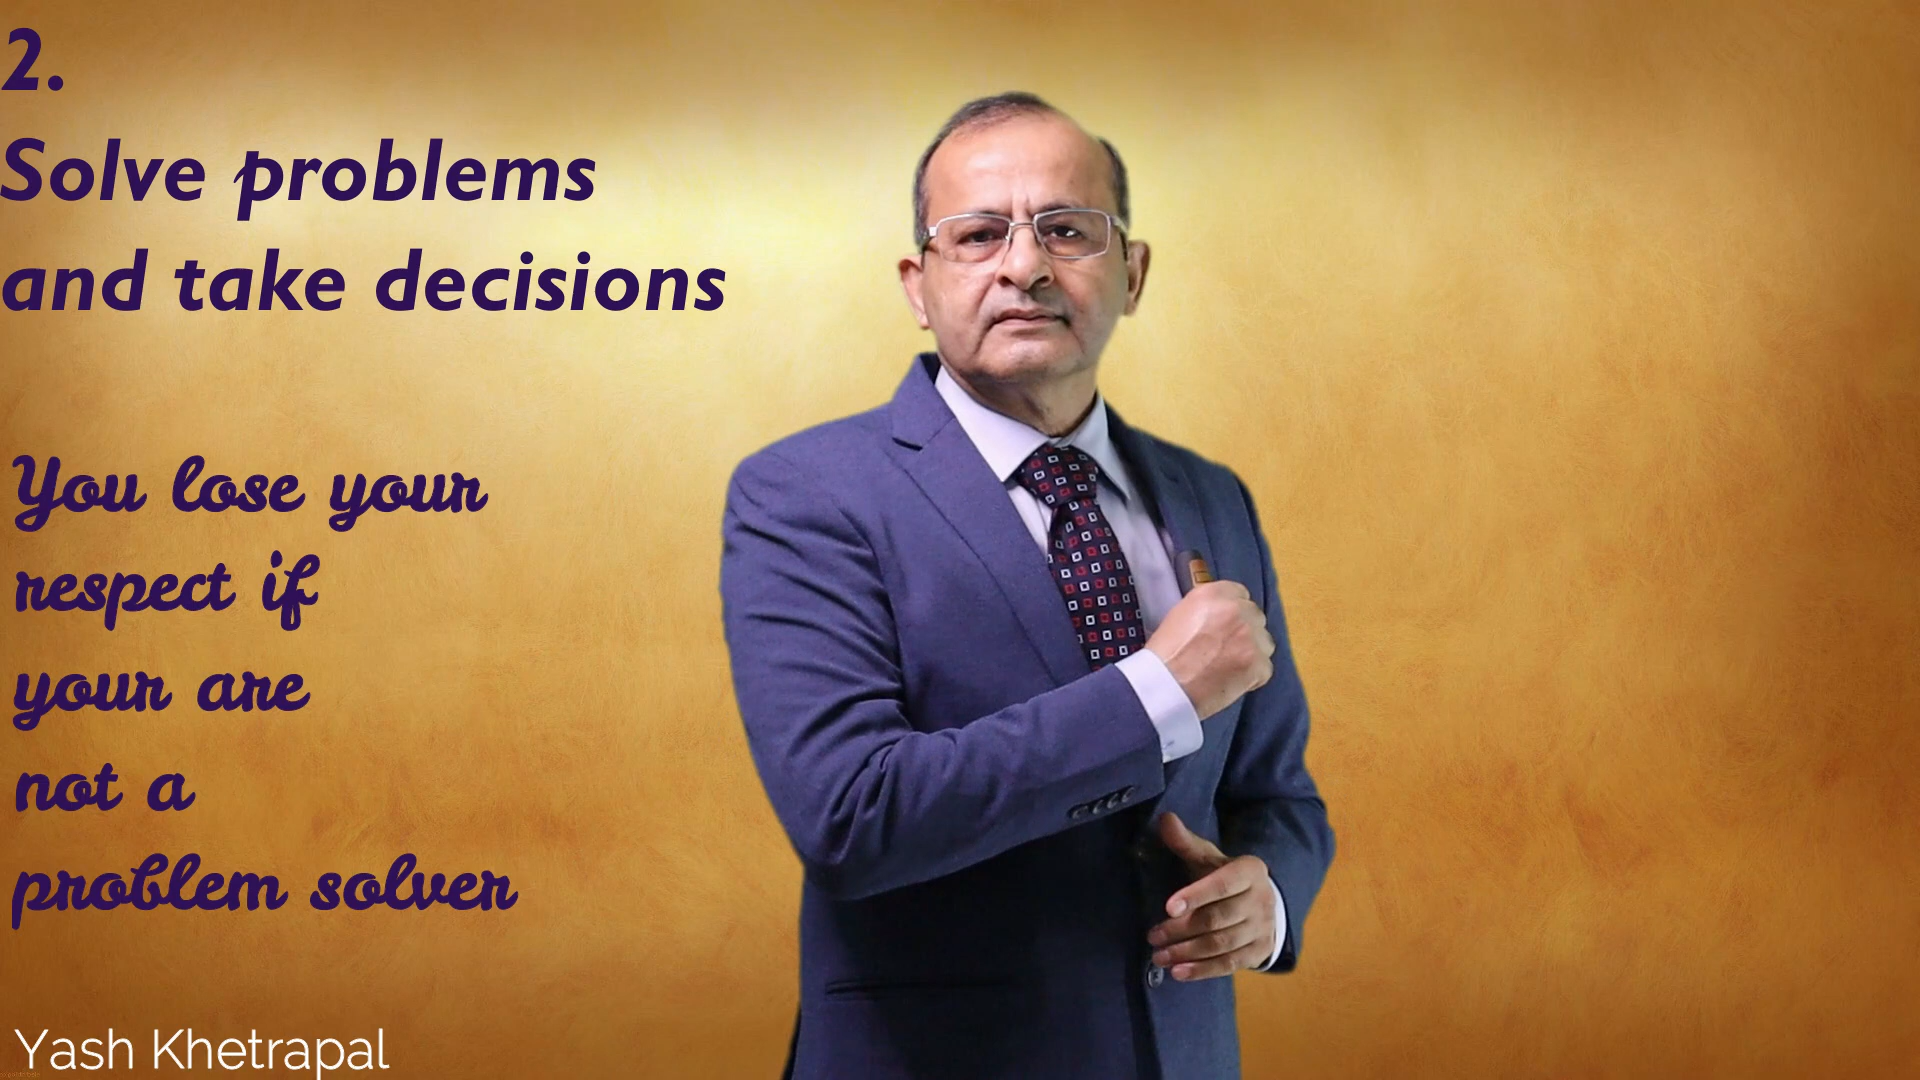 2.
Solve problems
and take decisions
You lose your
respect if
your are
not a
problem solver
Yash Khetrapal